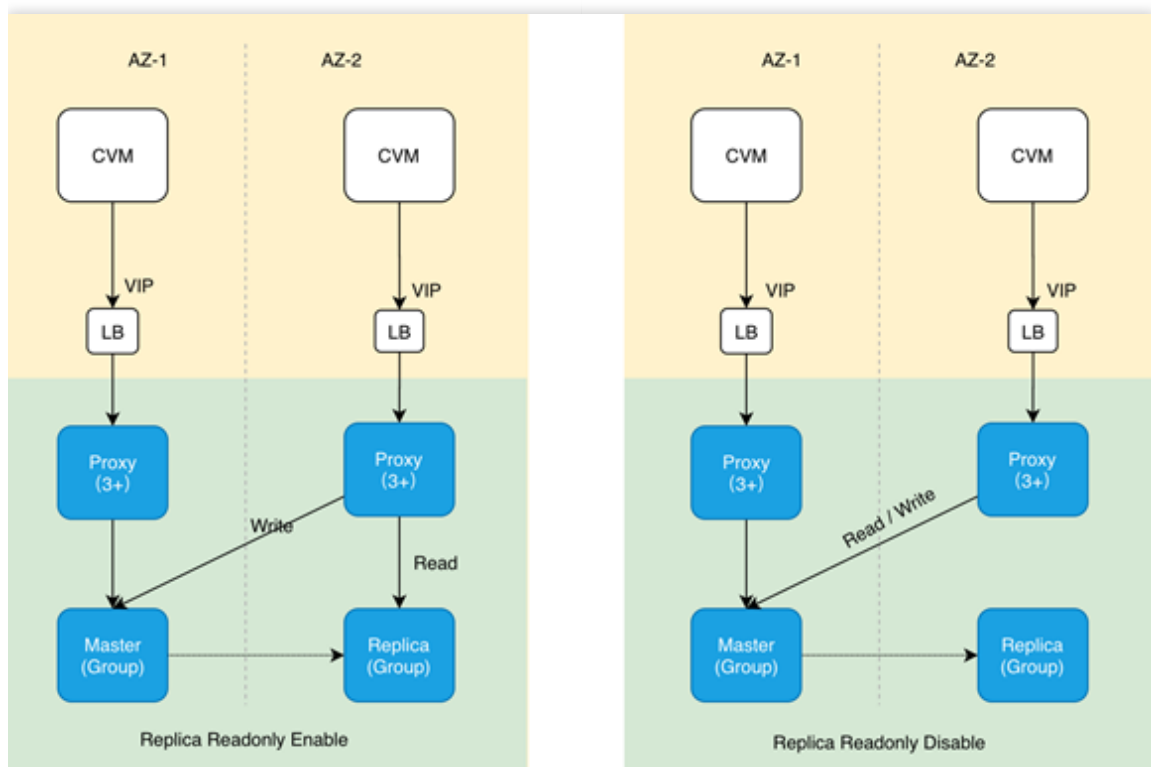 AZ-1
AZ-2
CVM
CVM
VIP
VIP
LB
LB
Proxy
(3+)
Proxy
(3+)
Write
Read
Master
(Group)
Replica
(Group)
Replica Readonly Enable
AZ-1
AZ-2
CVM
CVM
VIP
VIP
LB
LB
Proxy
(3+)
Proxy
(3+)
Read / Write
Master
(Group)
Replica
(Group)
Replica Readonly Disable